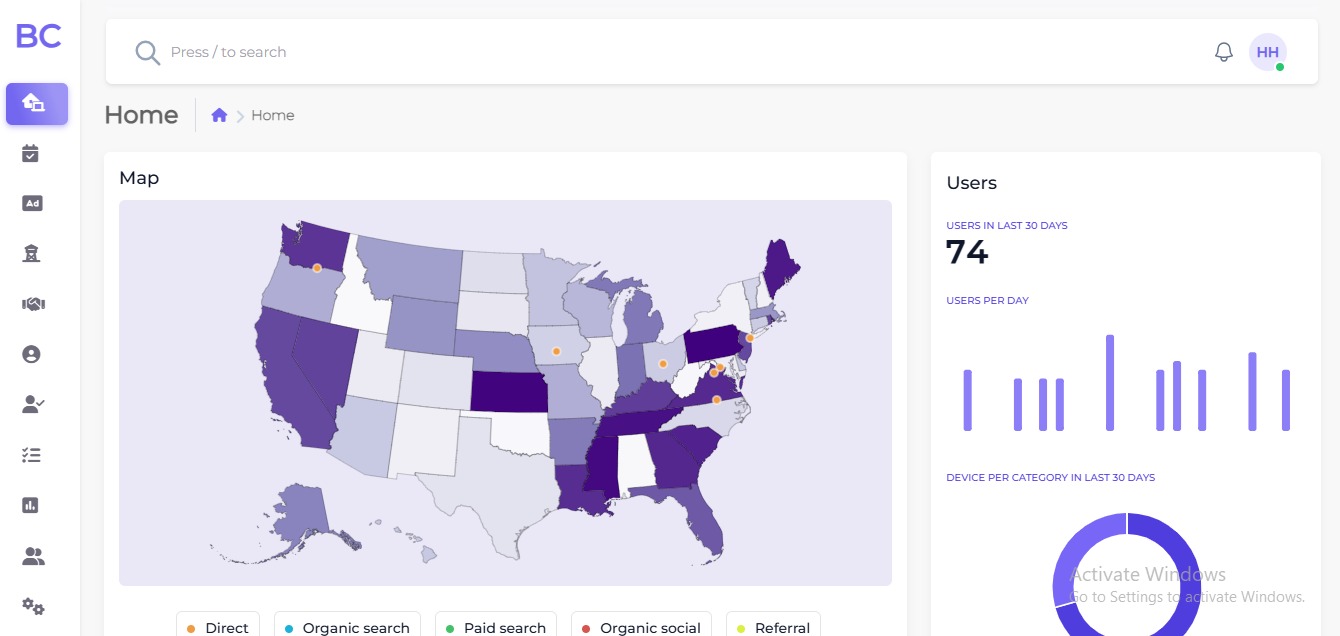 BC
Press / to search
HH
Home
Home
Ad
Map
Users
USERS IN LAST 30 DAYS
74
USERS PER DAY
DEVICE PER CATEGORY IN LAST 30 DAYS
Activate Windows
Go to Settings to activate Windows.
Direct
Organic search
Paid search
Organic social
Referral